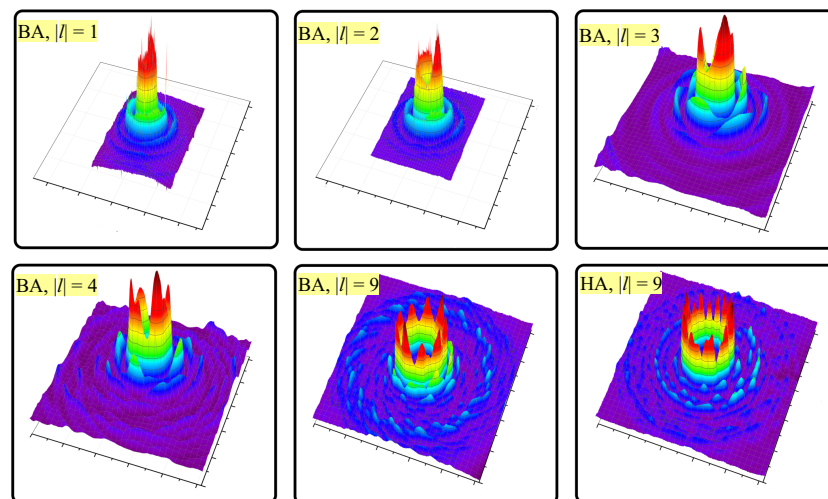 BA, |l| = 1
BA, |l| = 2
BA, |l| = 3
BA, |l| = 4
BA, |l| = 9
HA, |l| = 9